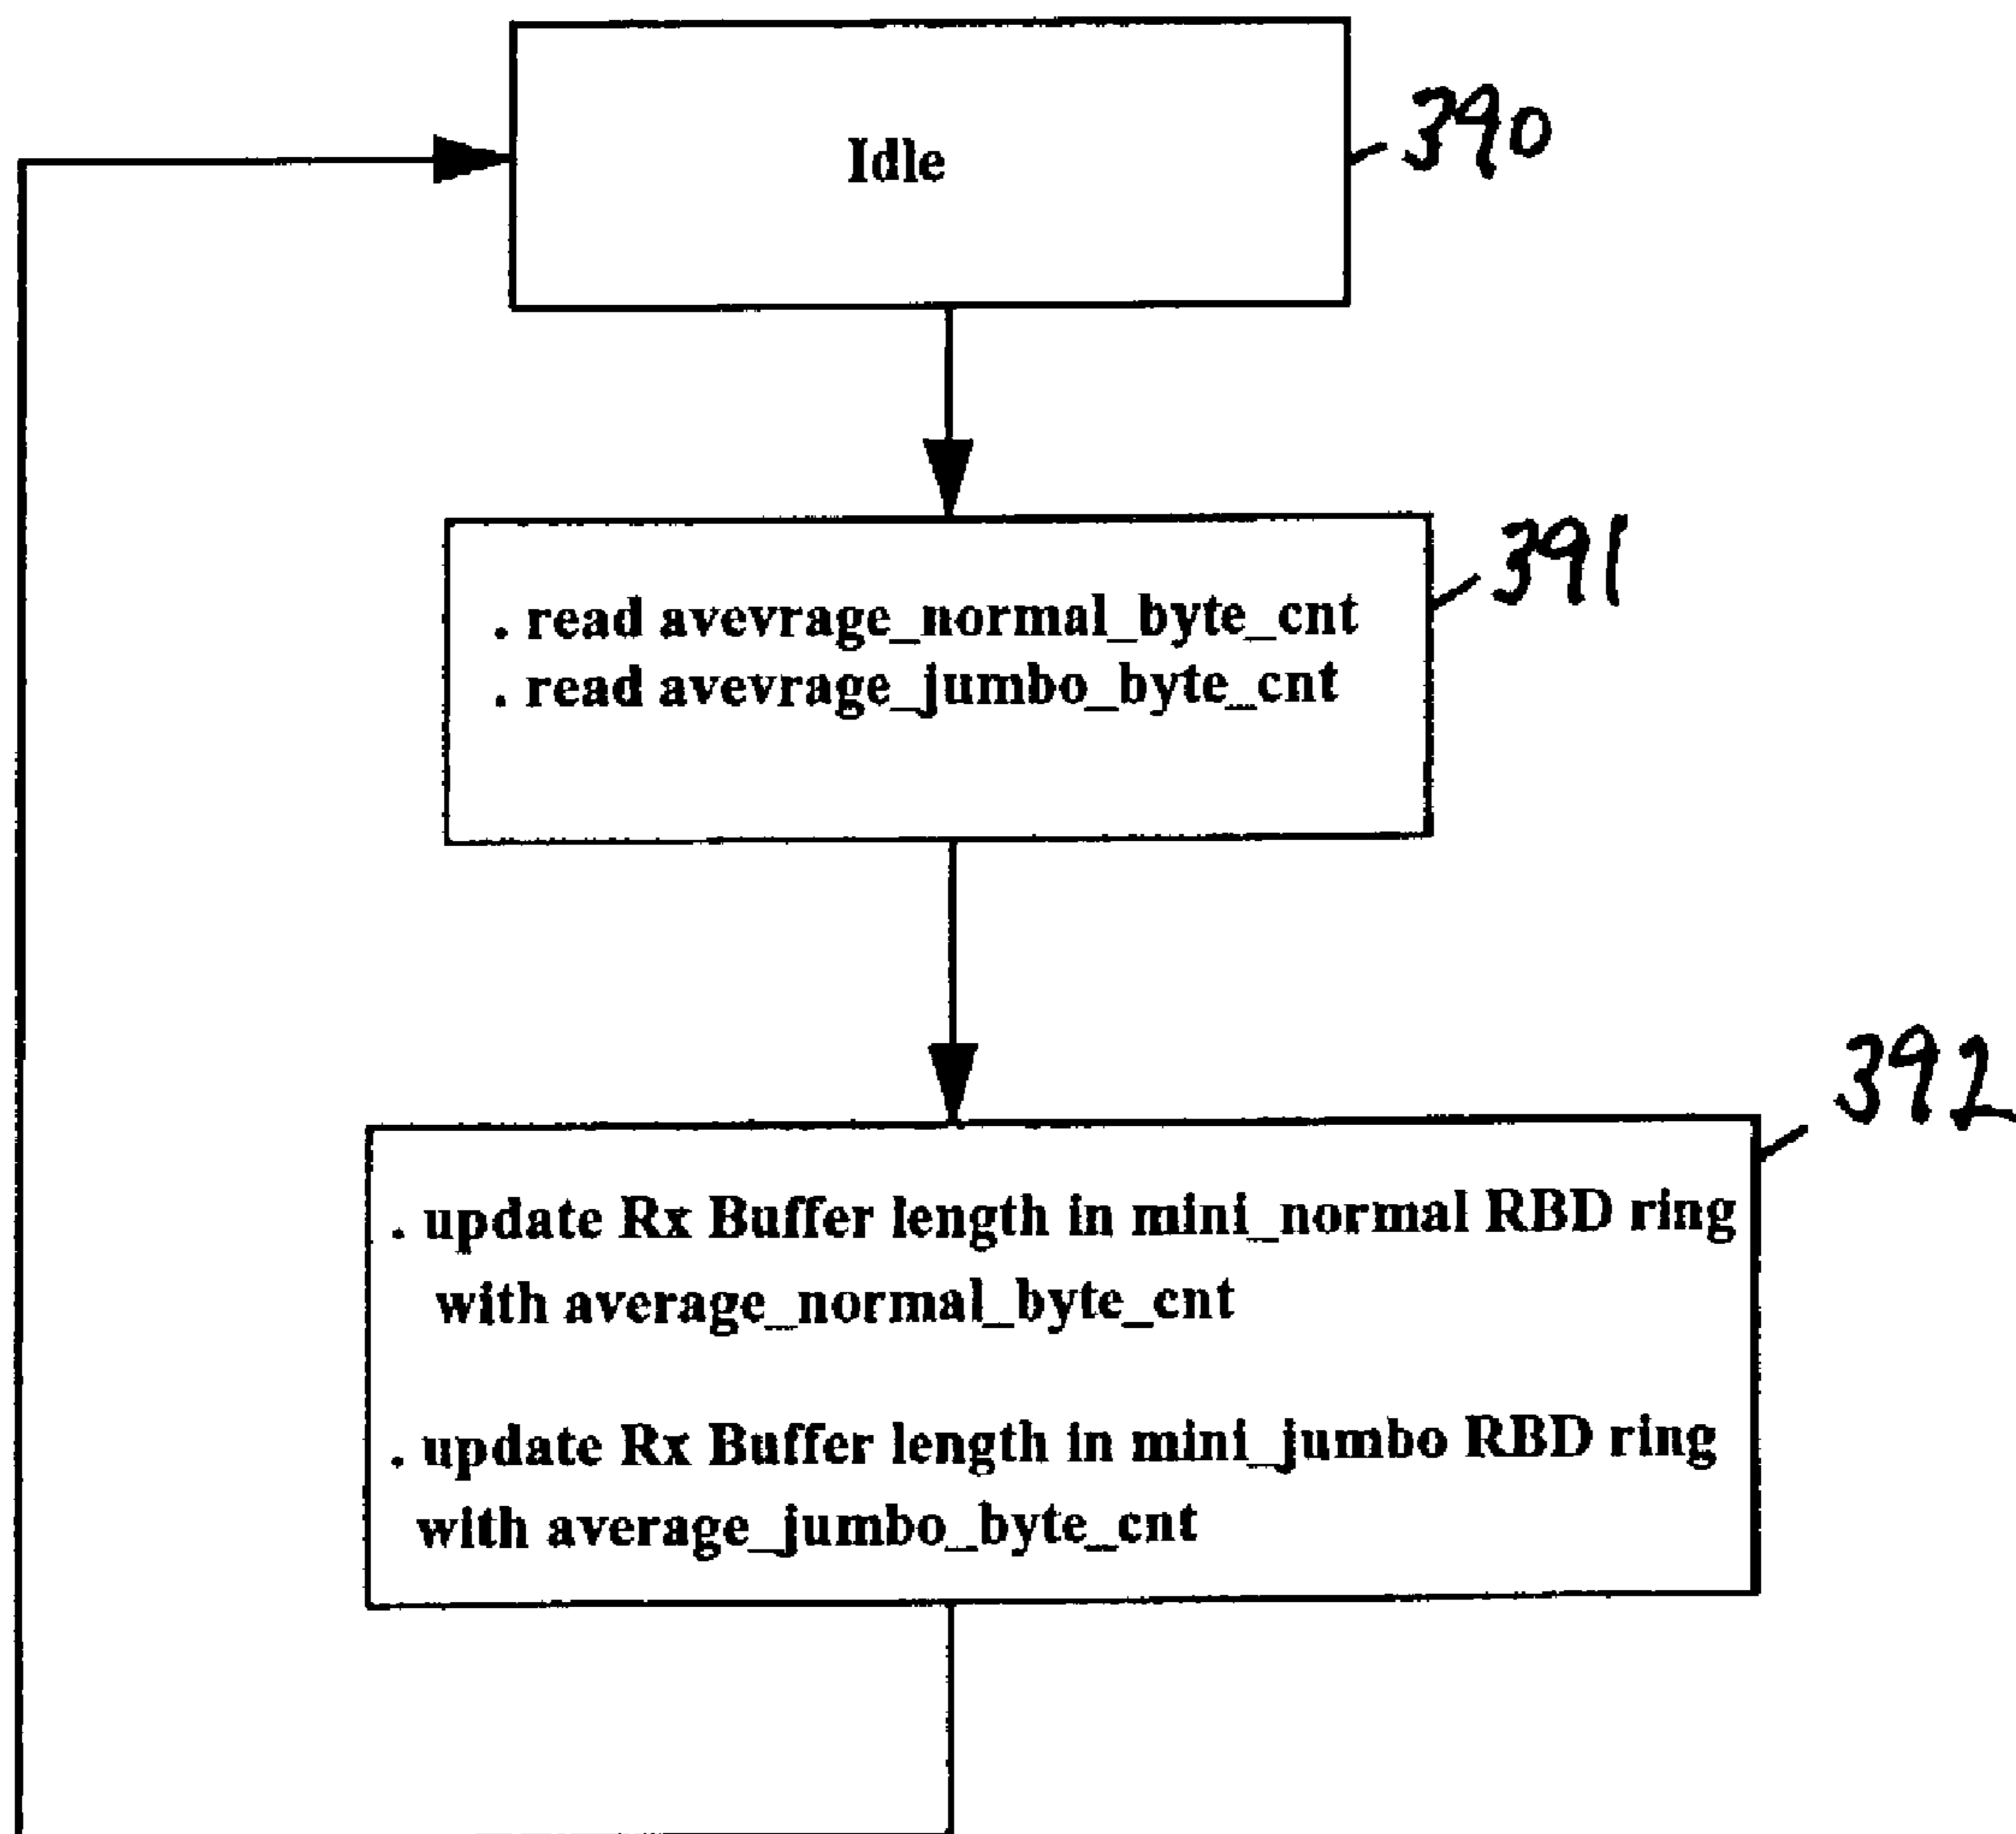 Idle
390
391
. read avevrage_normal_byte_cnt
. read avevrage_jumbo_byte_cnt
392
. update Rx Buffer length in mini_normal RBD ring
with average_normal_byte_cnt
. update Rx Buffer length in mini_jumbo RBD ring
with average_jumbo_byte_cnt